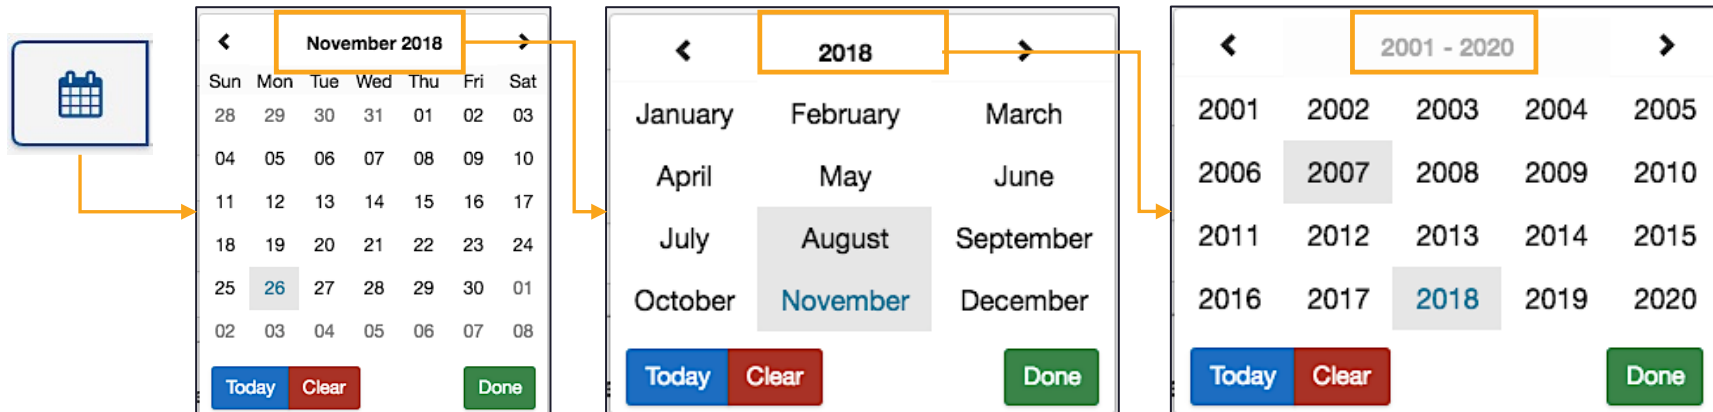 November 2018
Sun Mon Tue Wed Thu Fri Sat
28 29 30 31 01 02 03
04 05 06 07 08 09 10
11 12 13 14 15 16 17
18 19 20 21 22 23 24
25 26 27 28 29 30 01
02 03 04 05 06 07 08
Today Clear Done
2018
January February March
April May June
July August September
October November December
Today Clear Done
2001 - 2020
2001 2002 2003 2004 2005
2006 2007 2008 2009 2010
2011 2012 2013 2014 2015
2016 2017 2018 2019 2020
Today Clear Done